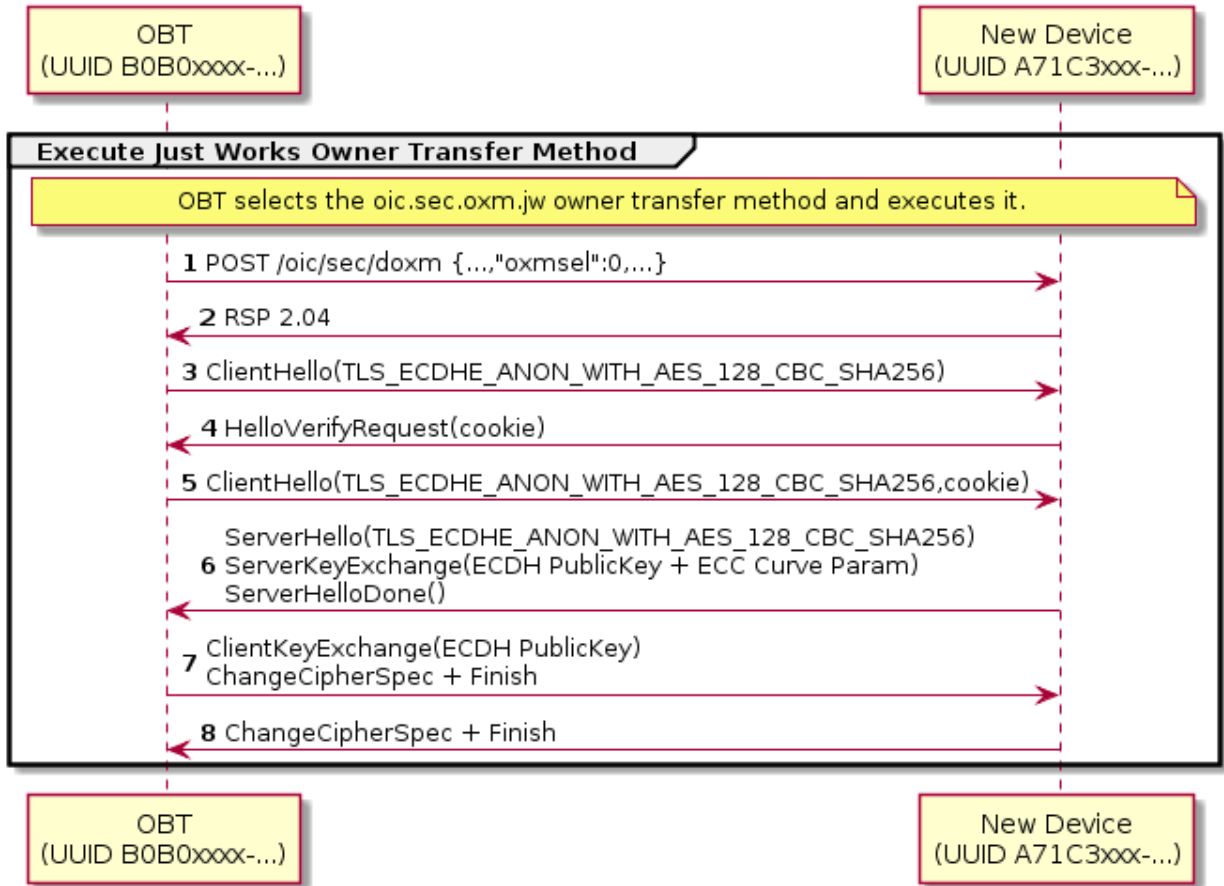 OBT
(UUID B0B0xxxx-...)
New Device
(UUID A71C3xxx-...)
Execute Just Works Owner Transfer Method
OBT selects the oic.sec.oxm.jw owner transfer method and executes it.
1 POST /oic/sec/doxm {...,"oxmsel":0,...}
2 RSP 2.04
3 ClientHello(TLS_ECDHE_ANON_WITH_AES_128_CBC_SHA256)
4 HelloVerifyRequest(cookie)
5 ClientHello(TLS_ECDHE_ANON_WITH_AES_128_CBC_SHA256,cookie)
ServerHello(TLS_ECDHE_ANON_WITH_AES_128_CBC_SHA256)
6 ServerKeyExchange(ECDH PublicKey + ECC Curve Param)
ServerHelloDone()
7 ClientKeyExchange(ECDH PublicKey)
ChangeCipherSpec + Finish
8 ChangeCipherSpec + Finish
OBT
(UUID B0B0xxxx-...)
New Device
(UUID A71C3xxx-...)